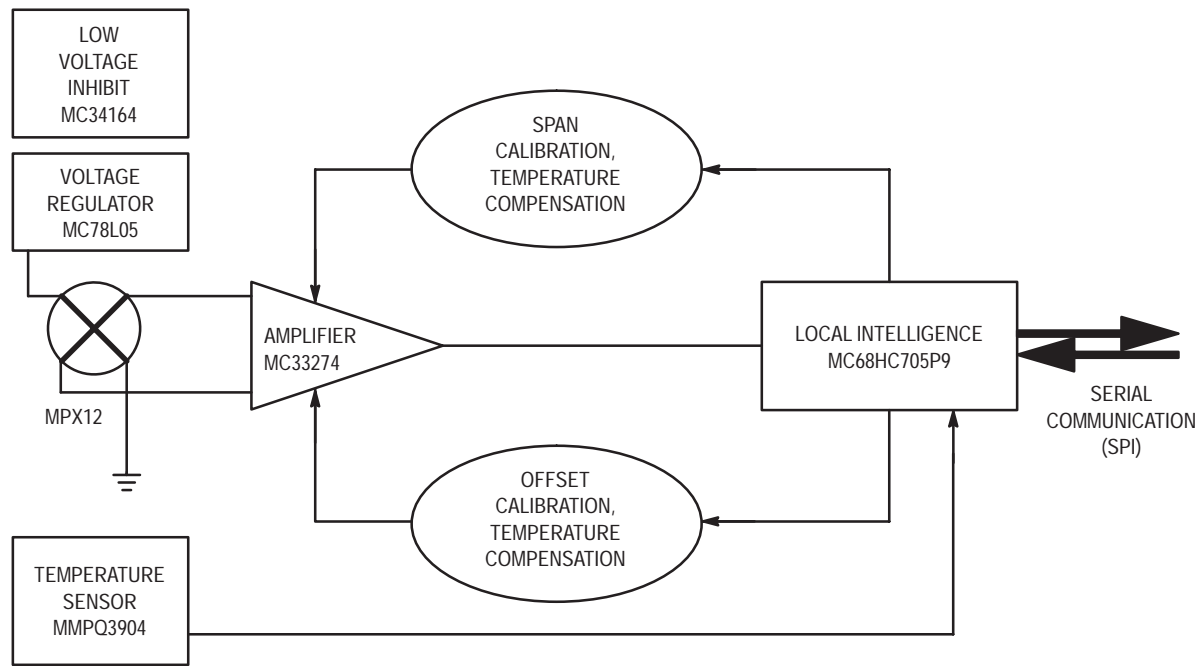 LOW
VOLTAGE
INHIBIT
MC34164
VOLTAGE
REGULATOR
MC78L05
MPX12
AMPLIFIER
MC33274
SPAN
CALIBRATION,
TEMPERATURE
COMPENSATION
LOCAL INTELLIGENCE
MC68HC705P9
SERIAL
COMMUNICATION
(SPI)
OFFSET
CALIBRATION,
TEMPERATURE
COMPENSATION
TEMPERATURE
SENSOR
MMPQ3904